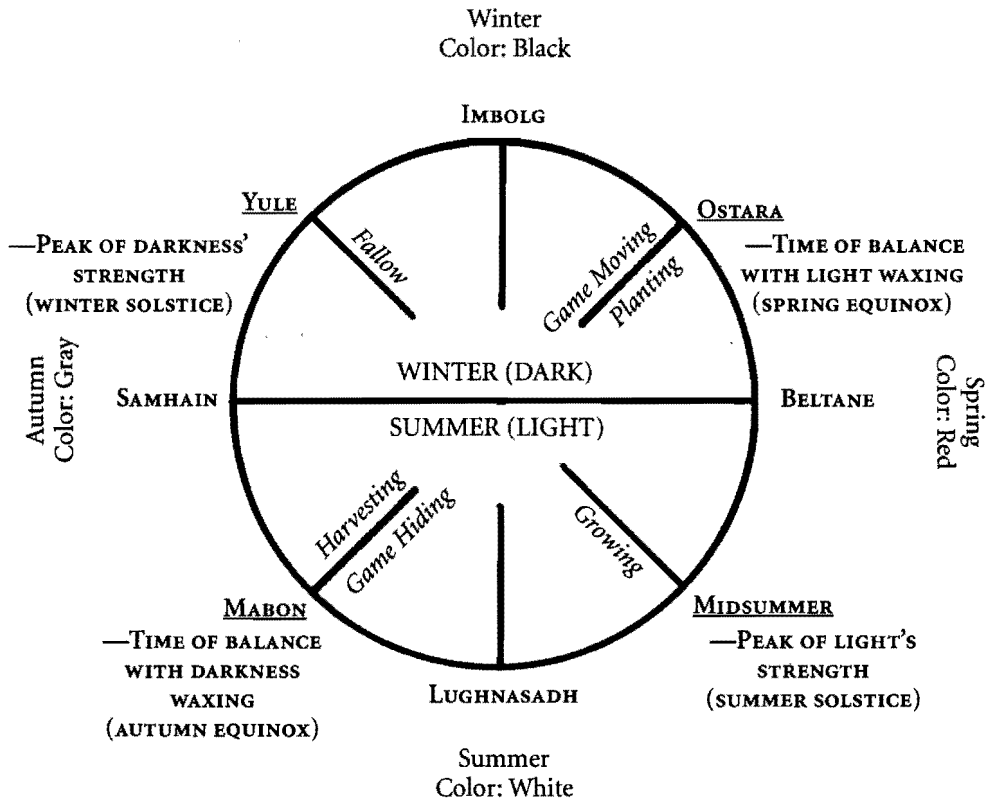 Winter
Color: Black
IMBOLG
YULE
—PEAK OF DARKNESS'
STRENGTH
(WINTER SOLSTICE)
Fallow
Game Moving
Planting
OSTARA
—TIME OF BALANCE
WITH LIGHT WAXING
(SPRING EQUINOX)
Autumn
Color: Gray
SAMHAIN
WINTER (DARK)
SUMMER (LIGHT)
BELTANE
Spring
Color: Red
Harvesting
Game Hiding
Growing
MABON
—TIME OF BALANCE
WITH DARKNESS
WAXING
(AUTUMN EQUINOX)
LUGHNASADH
MIDSUMMER
—PEAK OF LIGHT'S
STRENGTH
(SUMMER SOLSTICE)
Summer
Color: White